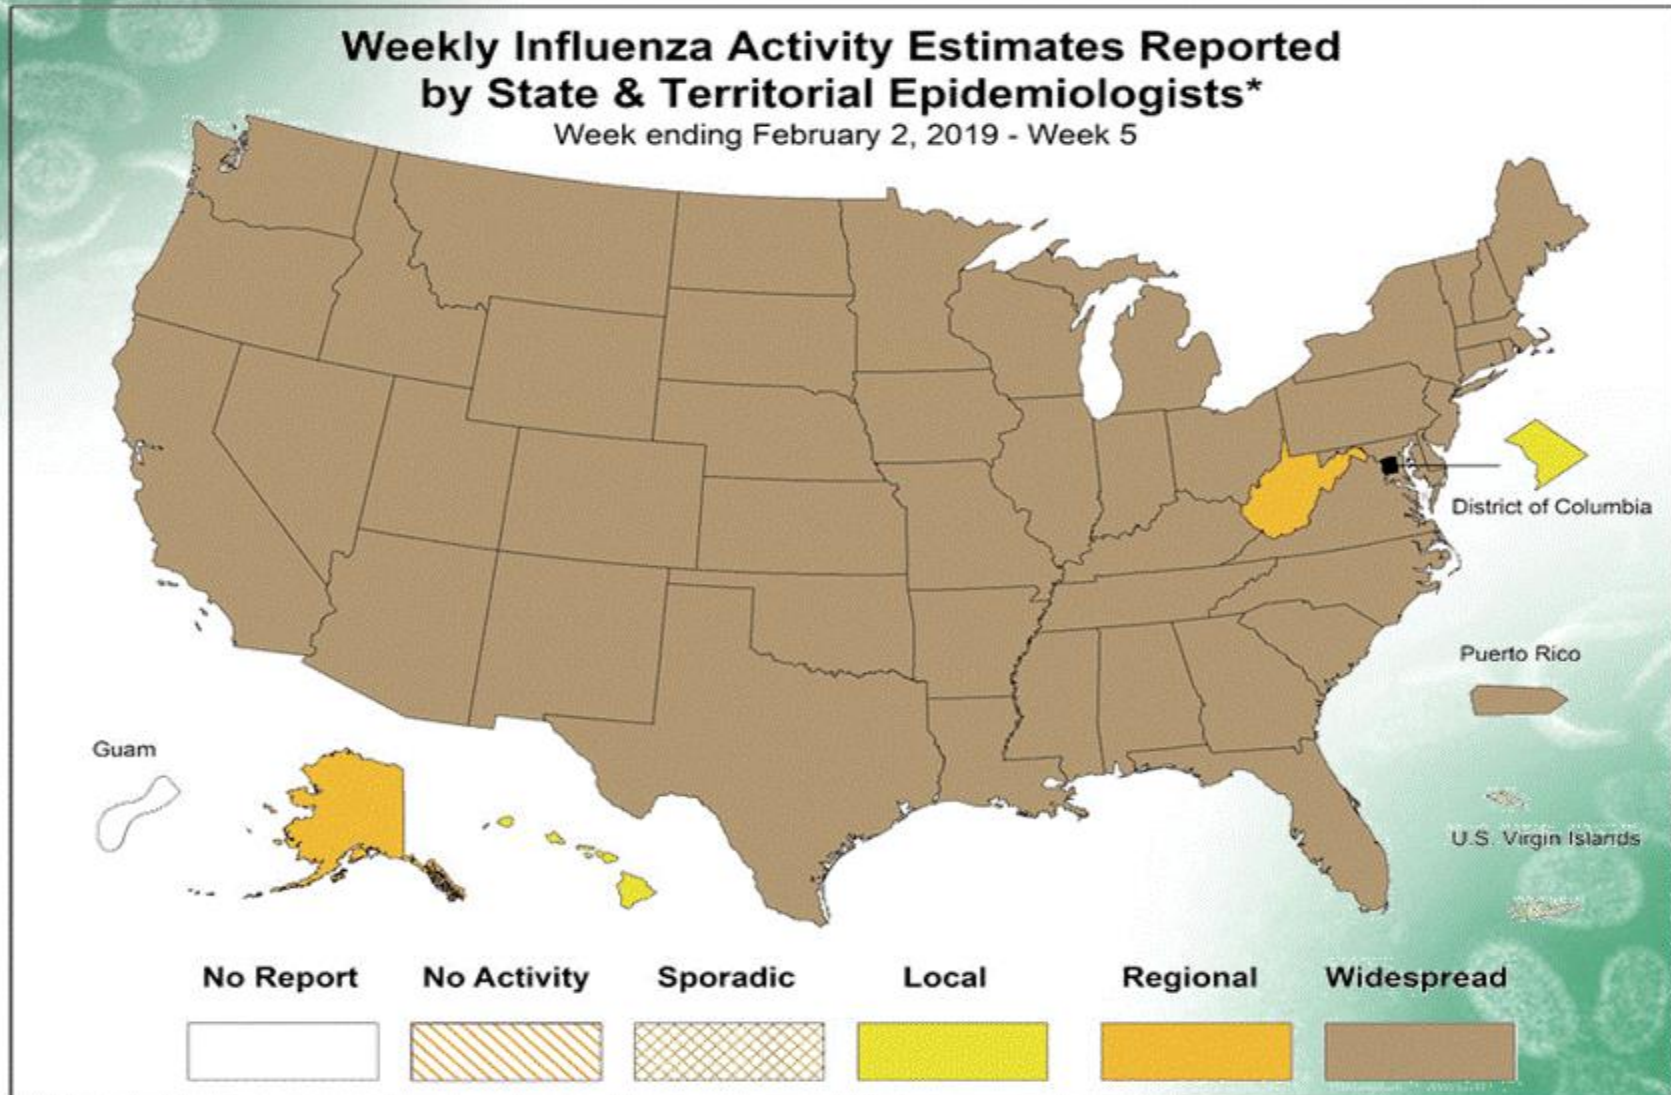 Weekly Influenza Activity Estimates Reported
by State & Territorial Epidemiologists*
Week ending February 2, 2019 - Week 5
District of Columbia
Puerto Rico
Guam
U.S. Virgin Islands
No Report
No Activity
Sporadic
Local
Regional
Widespread